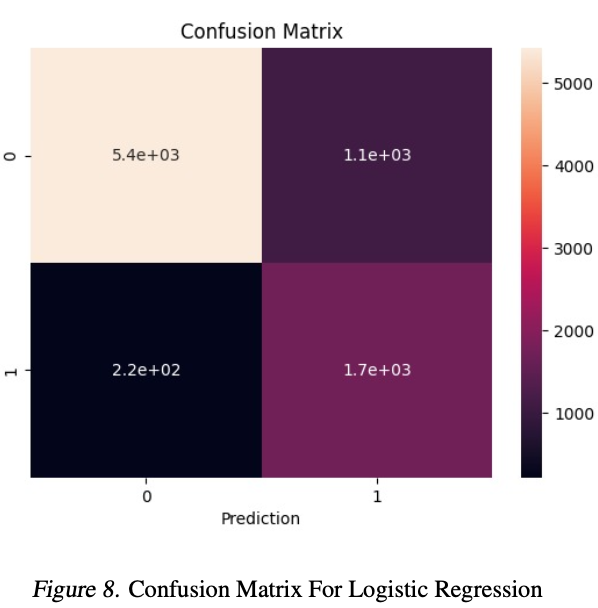 Confusion Matrix
0
5.4e+03
1.1e+03
1
2.2e+02
1.7e+03
0
1
Prediction
5000
4000
3000
2000
1000
Figure 8. Confusion Matrix For Logistic Regression